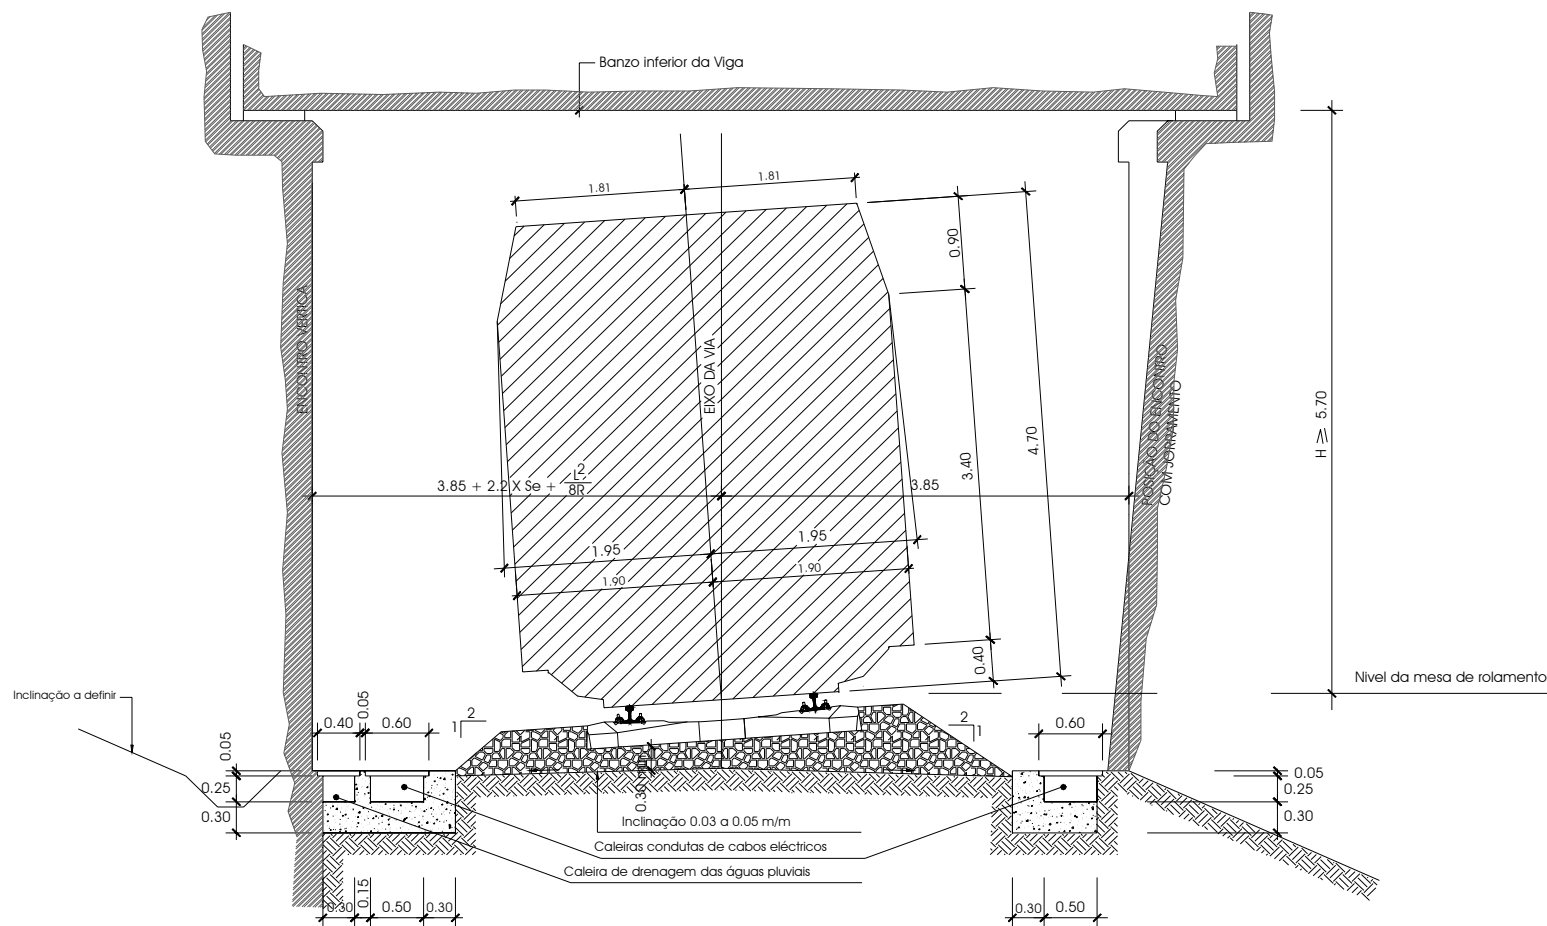 Banzo inferior da Viga
1.81
1.81
0.90
ENCONTRO VERTICA
EIXO DA VIA
POSIÇÃO DO ENCONTRO
COM JORRAMENTO
H ≥ 5.70
4.70
3.40
3.85 + 2.2 X Se + L2
8R
3.85
1.95
1.95
1.90
1.90
0.40
Nivel da mesa de rolamento
Inclinação a definir
0.40
0.05
0.60
2
1
2
1
0.60
0.05
0.25
0.30
0.05
0.25
0.30
Inclinação 0.03 a 0.05 m/m
Caleiras condutas de cabos eléctricos
Caleira de drenagem das águas pluviais
0.30
0.15
0.50
0.30
0.30
0.50